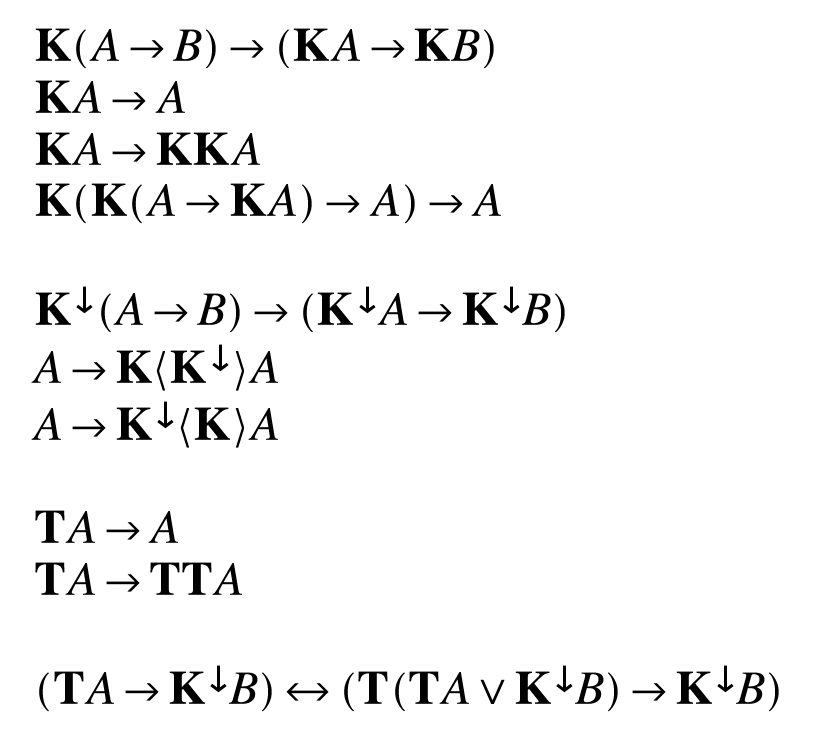 K(A → B) → (KA → KB)
KA → A
KA → KKA
K(K(A → KA) → A) → A
K↓(A → B) → (K↓A → K↓B)
A → K⟨K↓⟩A
A → K↓⟨K⟩A
TA → A
TA → TTA
(TA → K↓B) ↔ (T(TA ∨ K↓B) → K↓B)